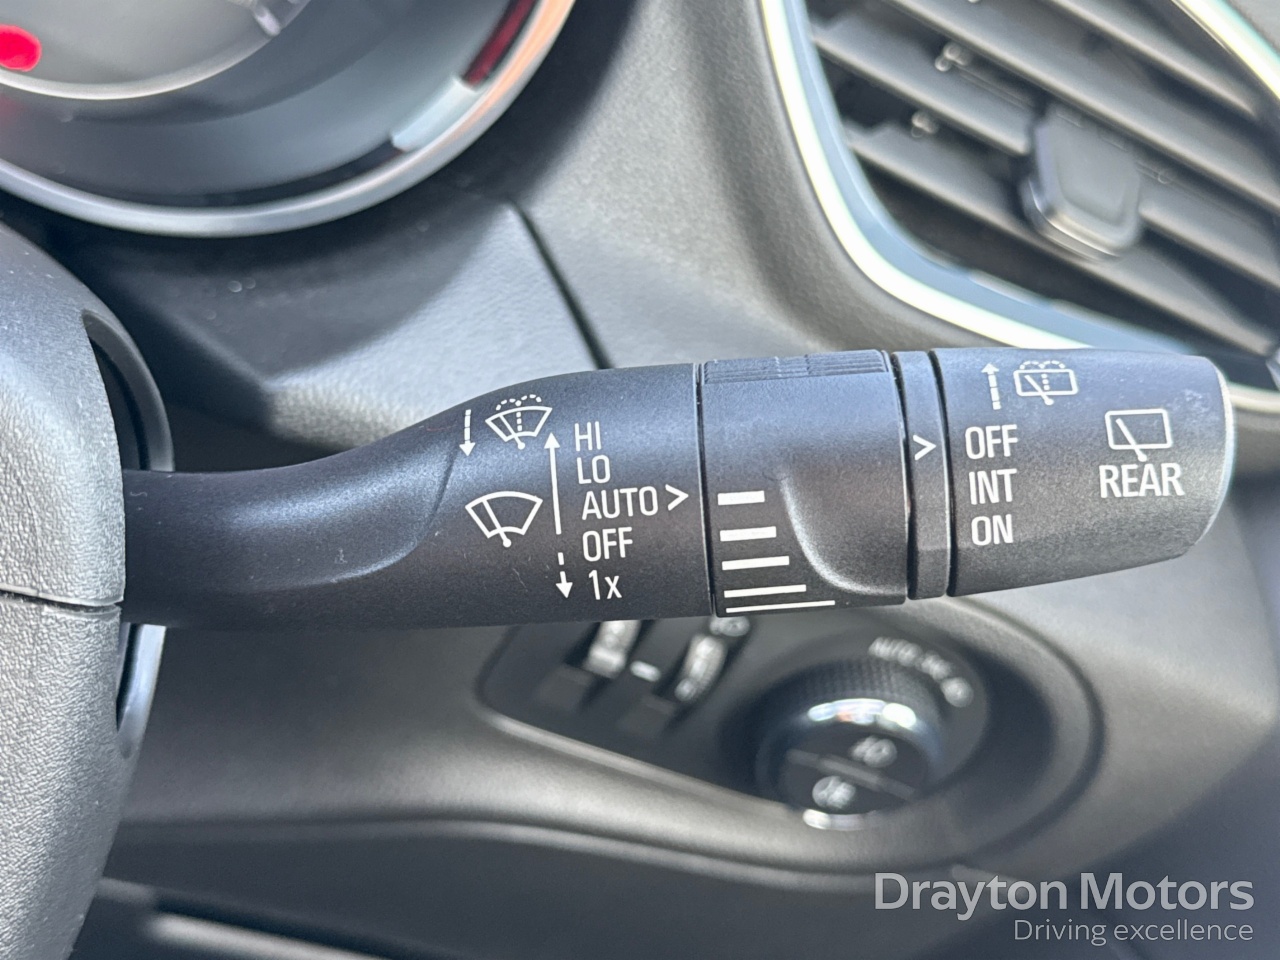 HI
LO
AUTO >
OFF
1x
>
OFF
INT
ON
REAR
Drayton Motors
Driving excellence